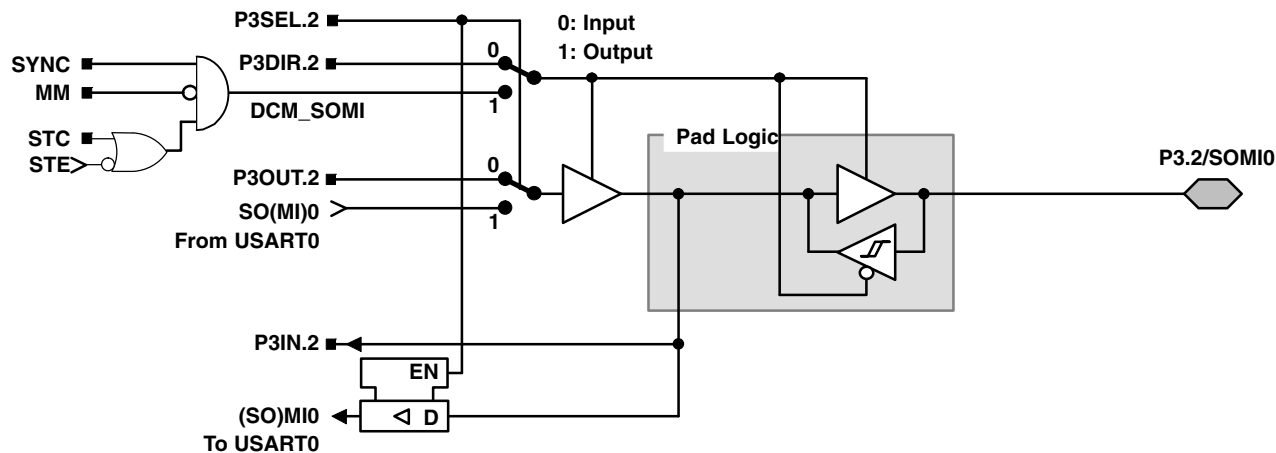 P3SEL.2
0: Input
1: Output
SYNC
P3DIR.2
0
MM
1
DCM_SOMI
STC
STE
Pad Logic
P3.2/SOMI0
P3OUT.2
0
SO(MI)0
1
From USART0
P3IN.2
EN
(SO)MI0
D
To USART0